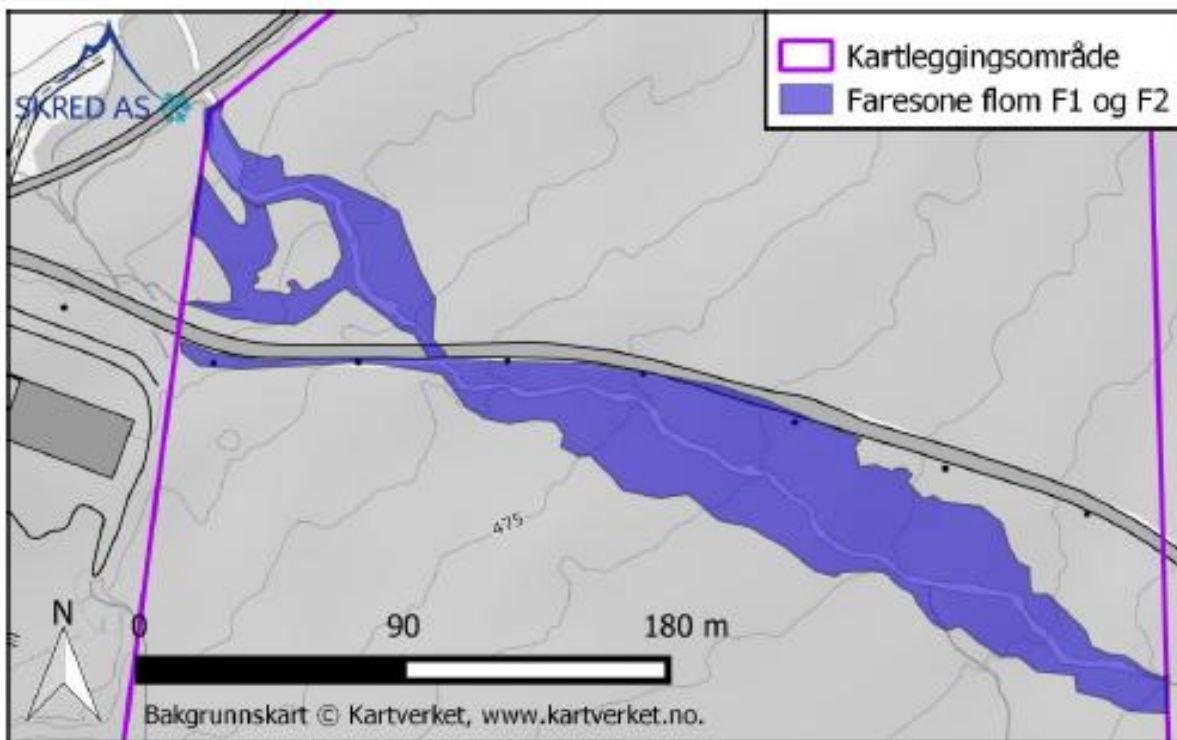 Kartleggingsområde
Faresone flom F1 og F2
SKRED AS
475
N
0 90 180 m
Bakgrunnskart © Kartverket, www.kartverket.no.